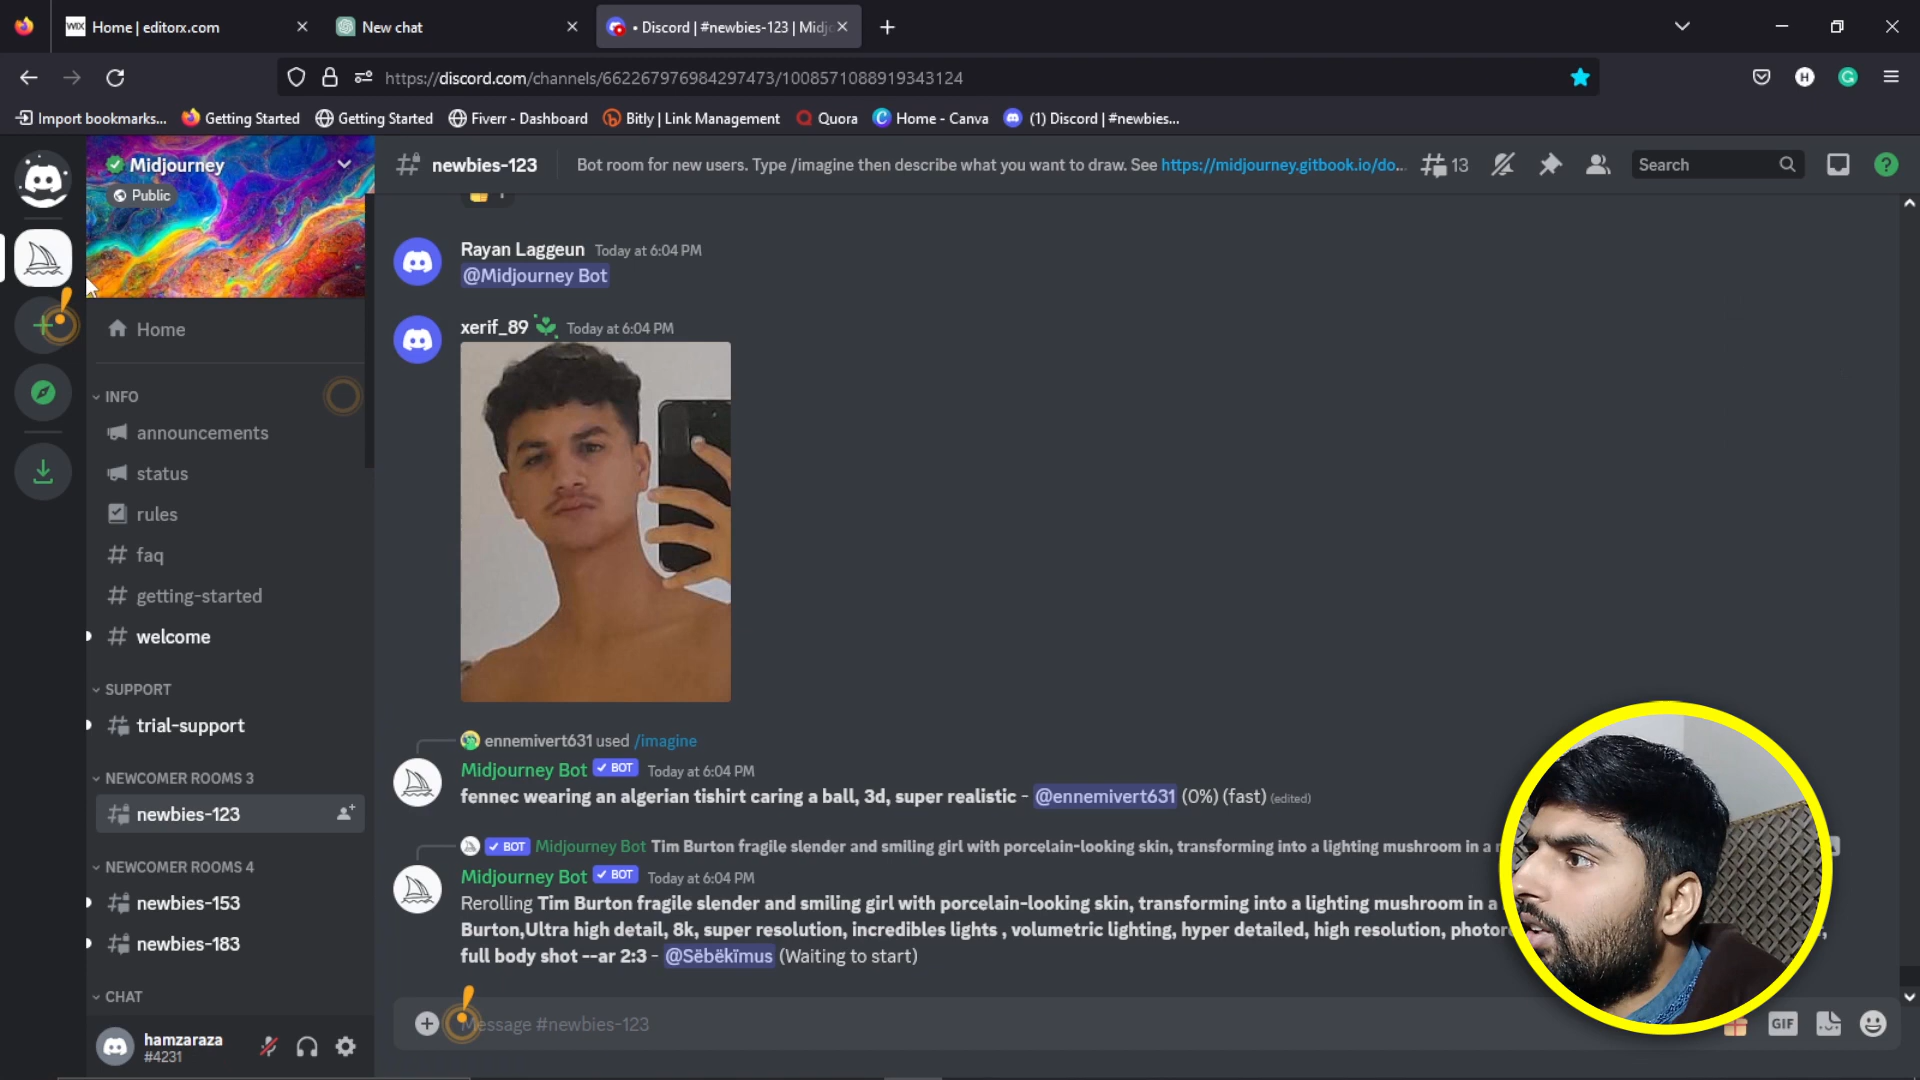 Home | editorx.com
New chat
• Discord | #newbies-123 | Midj
https://discord.com/channels/662267976984297473/1008571088919343124
Import bookmarks...
Getting Started
Getting Started
Fiverr - Dashboard
Bitly | Link Management
Quora
Home - Canva
(1) Discord | #newbies...
Midjourney
Public
newbies-123
Bot room for new users. Type /imagine then describe what you want to draw. See https://midjourney.gitbook.io/do...
13
Search
Home
INFO
announcements
status
rules
faq
getting-started
welcome
SUPPORT
trial-support
NEWCOMER ROOMS 3
newbies-123
NEWCOMER ROOMS 4
newbies-153
newbies-183
CHAT
hamzaraza
#4231
Rayan Laggeun Today at 6:04 PM
@Midjourney Bot
xerif_89 Today at 6:04 PM
ennemivert631 used /imagine
Midjourney Bot BOT Today at 6:04 PM
fennec wearing an algerian tishirt caring a ball, 3d, super realistic - @ennemivert631 (0%) (fast) (edited)
BOT Midjourney Bot Tim Burton fragile slender and smiling girl with porcelain-looking skin, transforming into a lighting mushroom in a
Midjourney Bot BOT Today at 6:04 PM
Rerolling Tim Burton fragile slender and smiling girl with porcelain-looking skin, transforming into a lighting mushroom in a
Burton,Ultra high detail, 8k, super resolution, incredibles lights , volumetric lighting, hyper detailed, high resolution,
full body shot --ar 2:3 - @Sëbëkïmus (Waiting to start)
Message #newbies-123
GIF